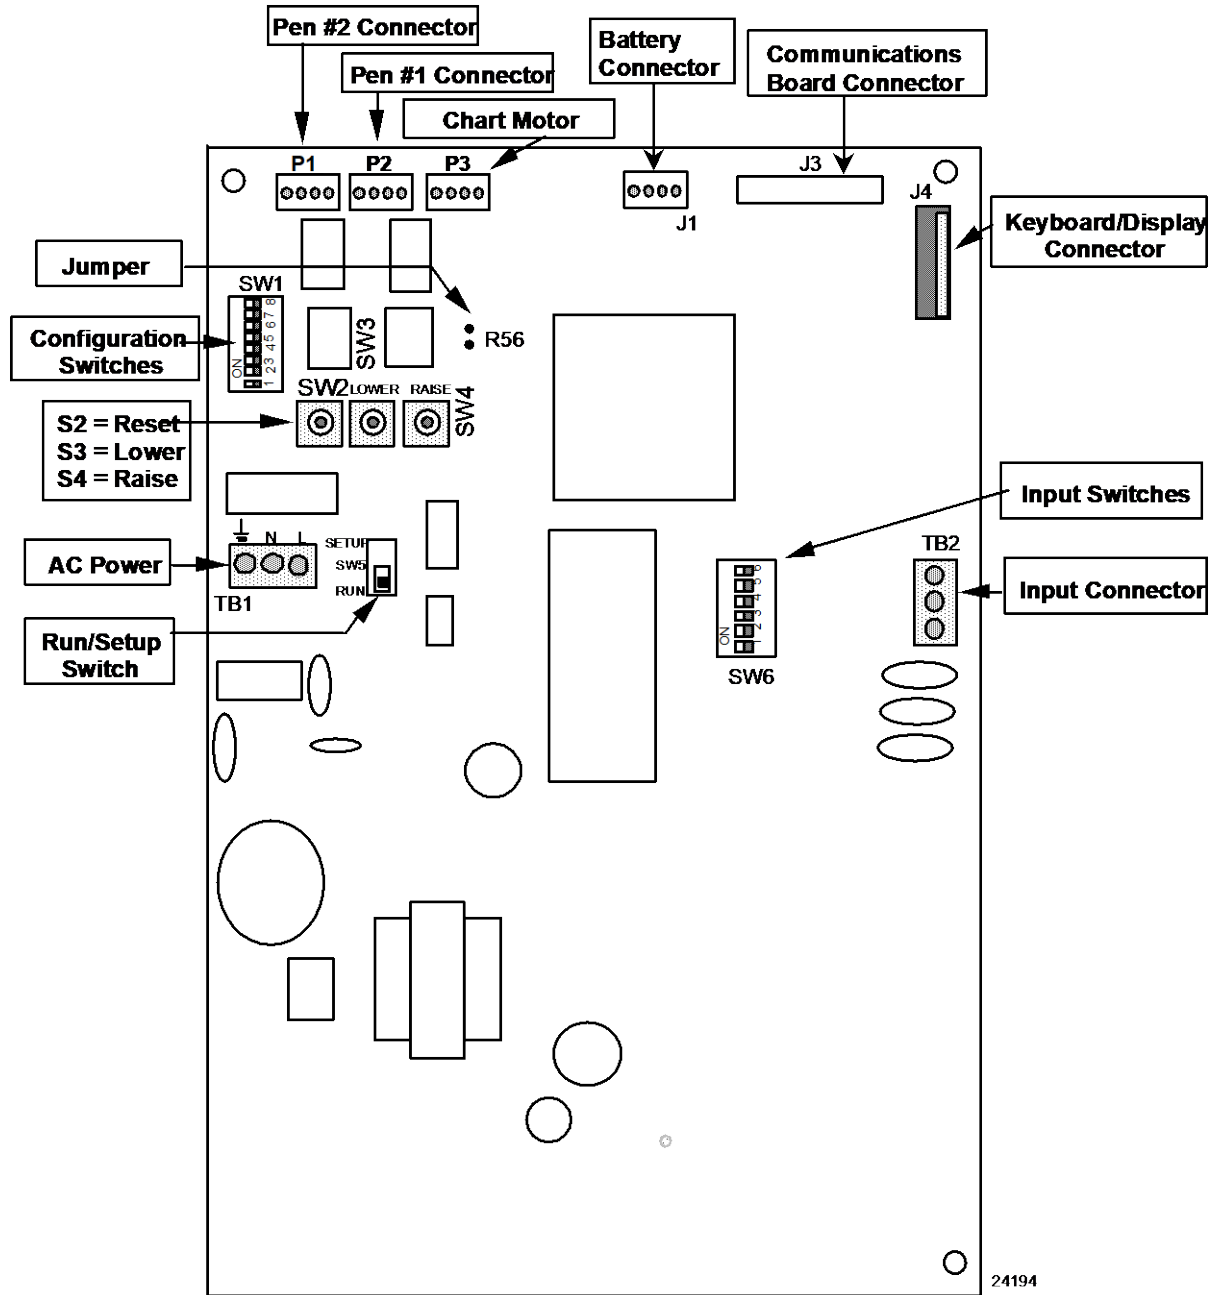 Pen #2 Connector
Pen #1 Connector
Chart Motor
Battery
Connector
Communications
Board Connector
P1
P2
P3
J1
J3
J4
Keyboard/Display
Connector
Jumper
SW1
ON
1 2 3 4 5 6 7 8
Configuration
Switches
SW3
R56
SW2
LOWER
RAISE
SW4
S2 = Reset
S3 = Lower
S4 = Raise
Input Switches
AC Power
N
L
TB1
SETUP
SW5
RUN
Run/Setup
Switch
ON
1 2 3 4 5 6
SW6
TB2
Input Connector
24194